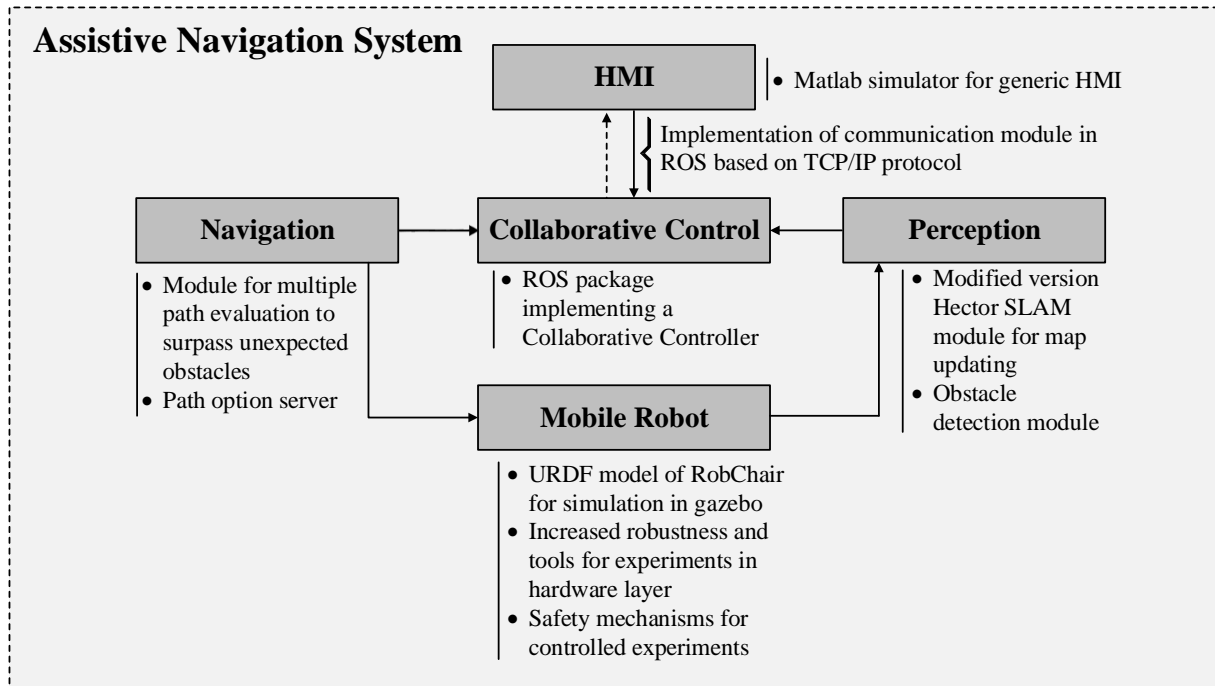 Assistive Navigation System
HMI
• Matlab simulator for generic HMI
Implementation of communication module in
ROS based on TCP/IP protocol
Navigation
• Module for multiple
path evaluation to
surpass unexpected
obstacles
• Path option server
Collaborative Control
• ROS package
implementing a
Collaborative Controller
Perception
• Modified version
Hector SLAM
module for map
updating
• Obstacle
detection module
Mobile Robot
• URDF model of RobChair
for simulation in gazebo
• Increased robustness and
tools for experiments in
hardware layer
• Safety mechanisms for
controlled experiments